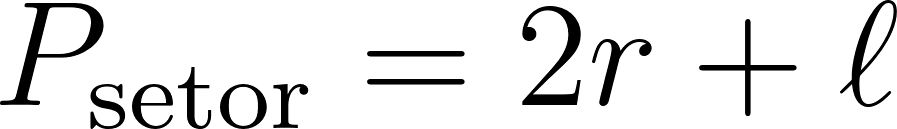 P_setor = 2r + ℓ